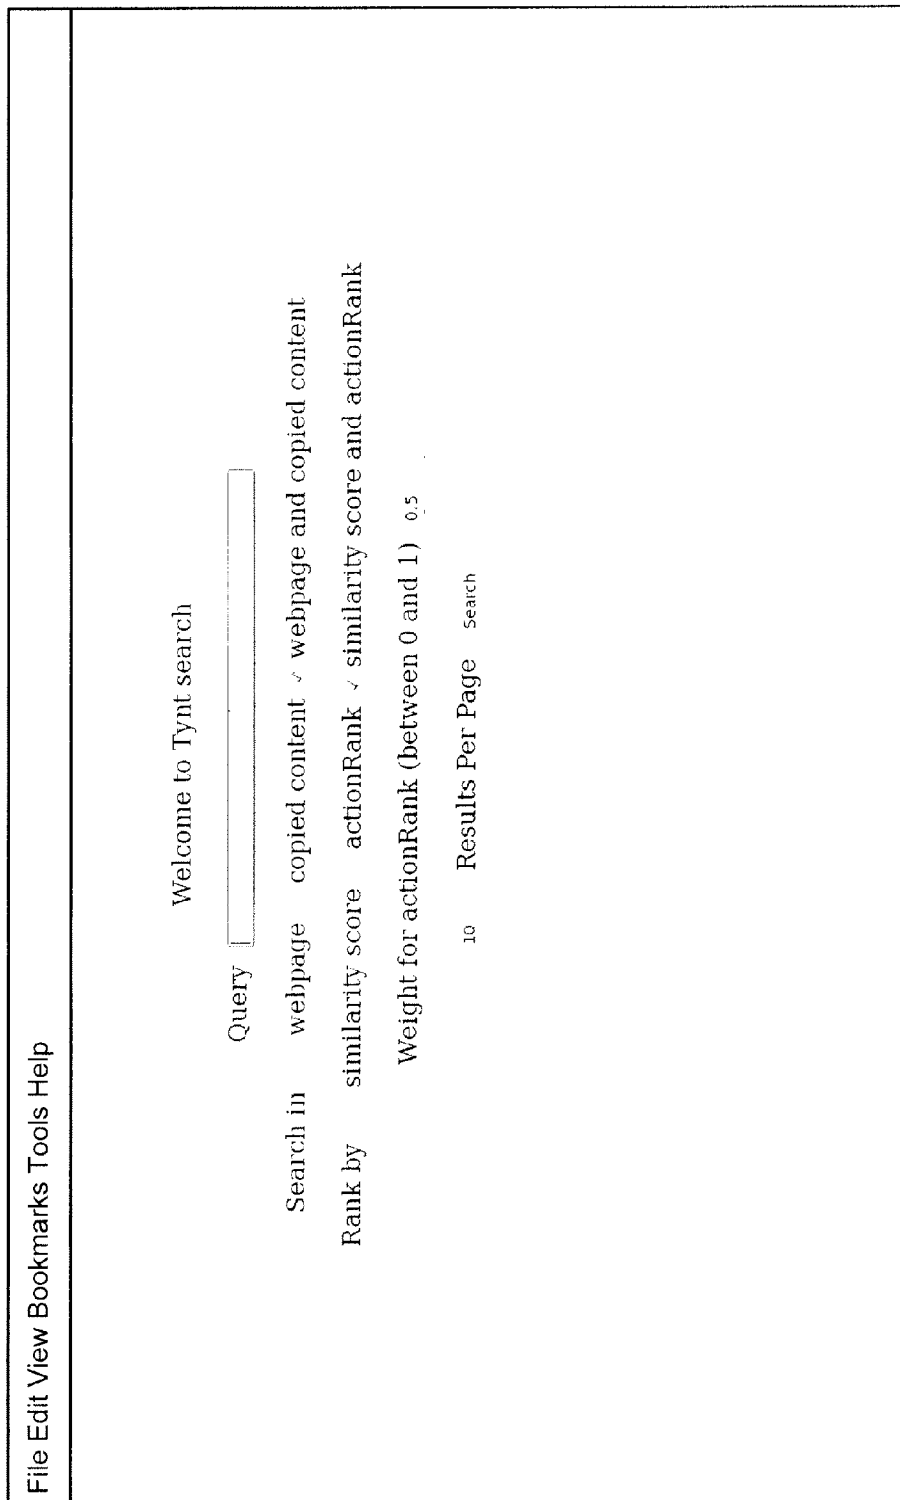 File Edit View Bookmarks Tools Help
Welcome to Tynt search
Query
Search in webpage copied content ✓ webpage and copied content
Rank by similarity score actionRank ✓ similarity score and actionRank
Weight for actionRank (between 0 and 1) 0.5
10 Results Per Page Search